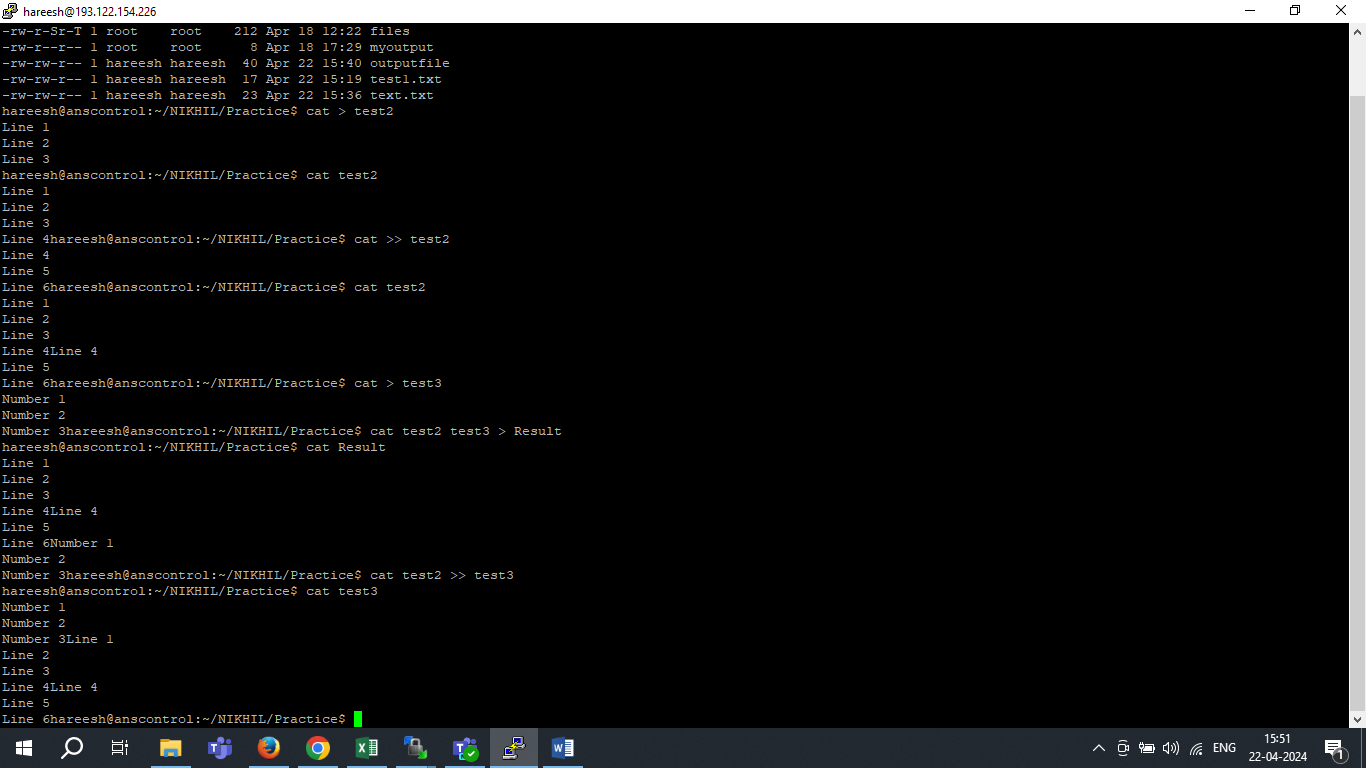 hareesh@193.122.154.226
-rw-r-Sr-T 1 root    root    212 Apr 18 12:22 files
-rw-r--r-- 1 root    root      8 Apr 18 17:29 myoutput
-rw-rw-r-- 1 hareesh hareesh  40 Apr 22 15:40 outputfile
-rw-rw-r-- 1 hareesh hareesh  17 Apr 22 15:19 test1.txt
-rw-rw-r-- 1 hareesh hareesh  23 Apr 22 15:36 text.txt
hareesh@anscontrol:~/NIKHIL/Practice$ cat > test2
Line 1
Line 2
Line 3
hareesh@anscontrol:~/NIKHIL/Practice$ cat test2
Line 1
Line 2
Line 3
Line 4hareesh@anscontrol:~/NIKHIL/Practice$ cat >> test2
Line 4
Line 5
Line 6hareesh@anscontrol:~/NIKHIL/Practice$ cat test2
Line 1
Line 2
Line 3
Line 4Line 4
Line 5
Line 6hareesh@anscontrol:~/NIKHIL/Practice$ cat > test3
Number 1
Number 2
Number 3hareesh@anscontrol:~/NIKHIL/Practice$ cat test2 test3 > Result
hareesh@anscontrol:~/NIKHIL/Practice$ cat Result
Line 1
Line 2
Line 3
Line 4Line 4
Line 5
Line 6Number 1
Number 2
Number 3hareesh@anscontrol:~/NIKHIL/Practice$ cat test2 >> test3
hareesh@anscontrol:~/NIKHIL/Practice$ cat test3
Number 1
Number 2
Number 3Line 1
Line 2
Line 3
Line 4Line 4
Line 5
Line 6hareesh@anscontrol:~/NIKHIL/Practice$
ENG
15:51
22-04-2024
1